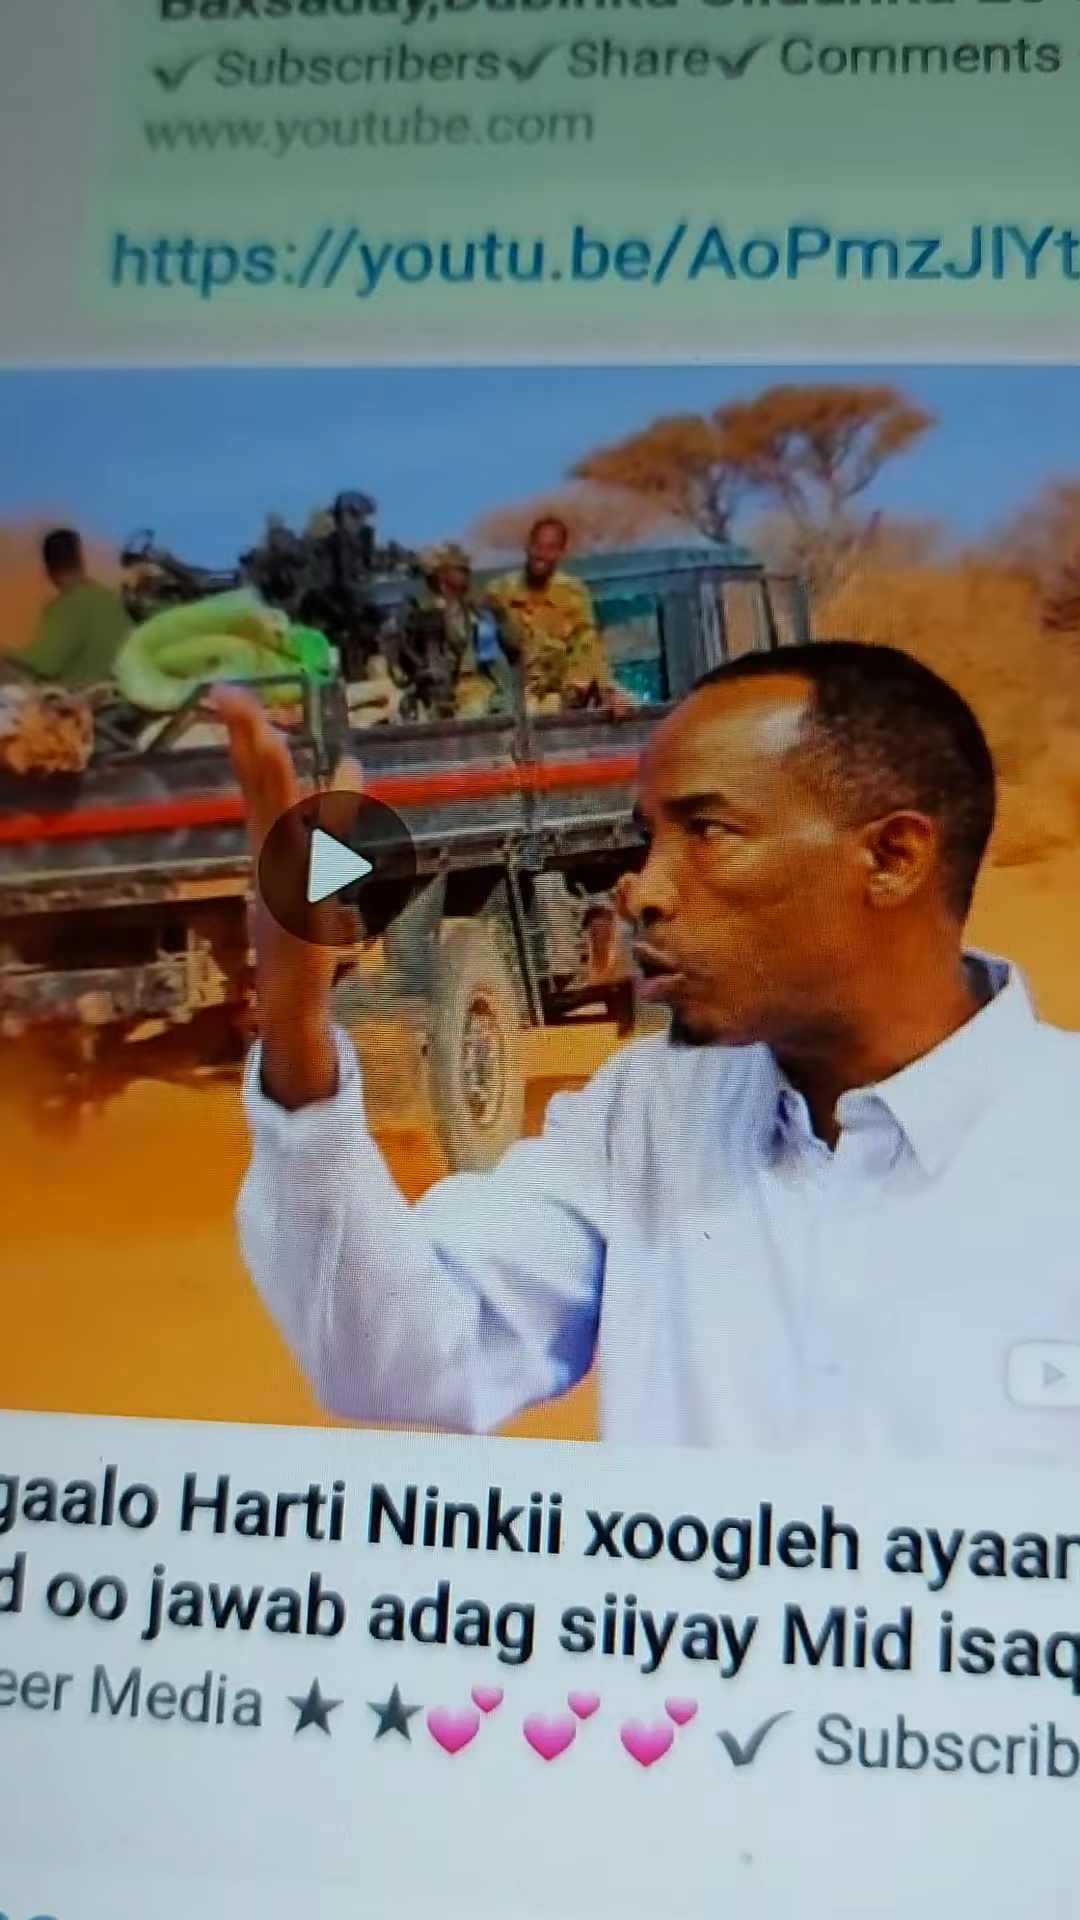 ✓ Subscribers✓ Share✓ Comments
www.youtube.com
https://youtu.be/AoPmzJIYt
gaalo Harti Ninkii xoogleh ayaan
d oo jawab adag siiyay Mid isaq
eer Media ★ ★💕 💕 💕 ✓ Subscrib